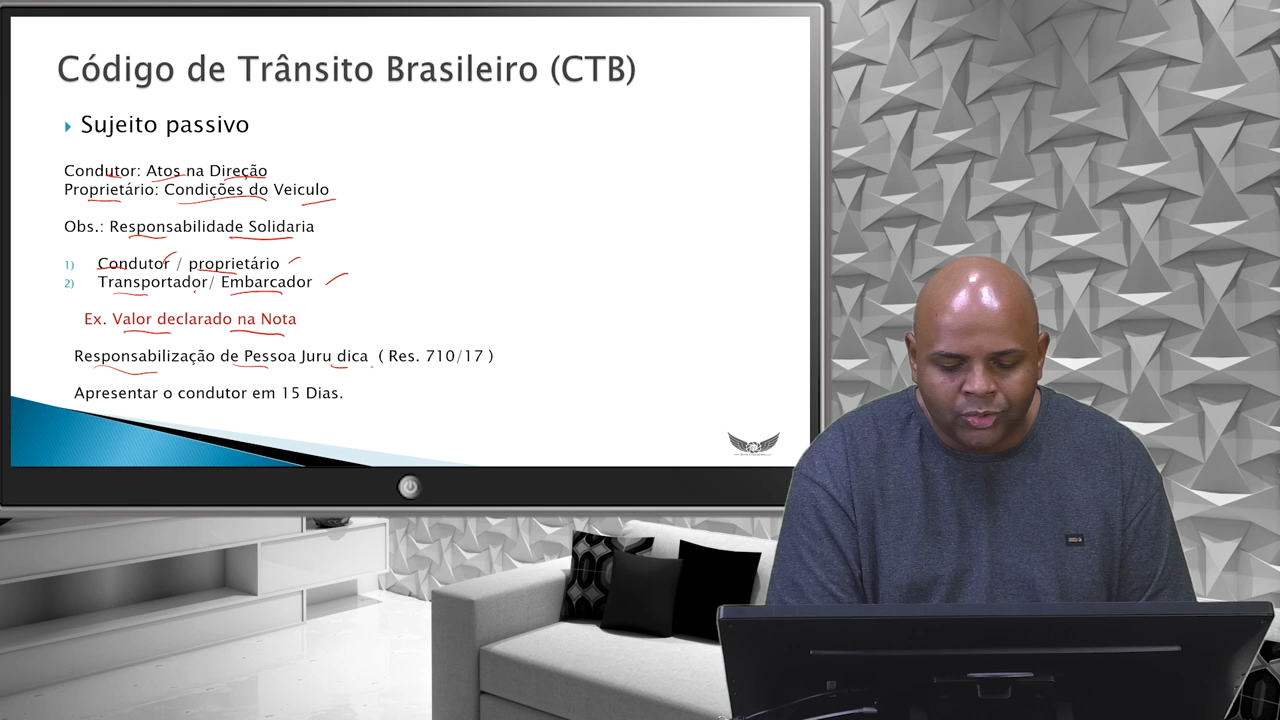 Código de Trânsito Brasileiro (CTB)
Sujeito passivo
Condutor: Atos na Direção
Proprietário: Condições do Veiculo
Obs.: Responsabilidade Solidaria
1) Condutor / proprietário
2) Transportador/ Embarcador
Ex. Valor declarado na Nota
Responsabilização de Pessoa Juru dica ( Res. 710/17 )
Apresentar o condutor em 15 Dias.